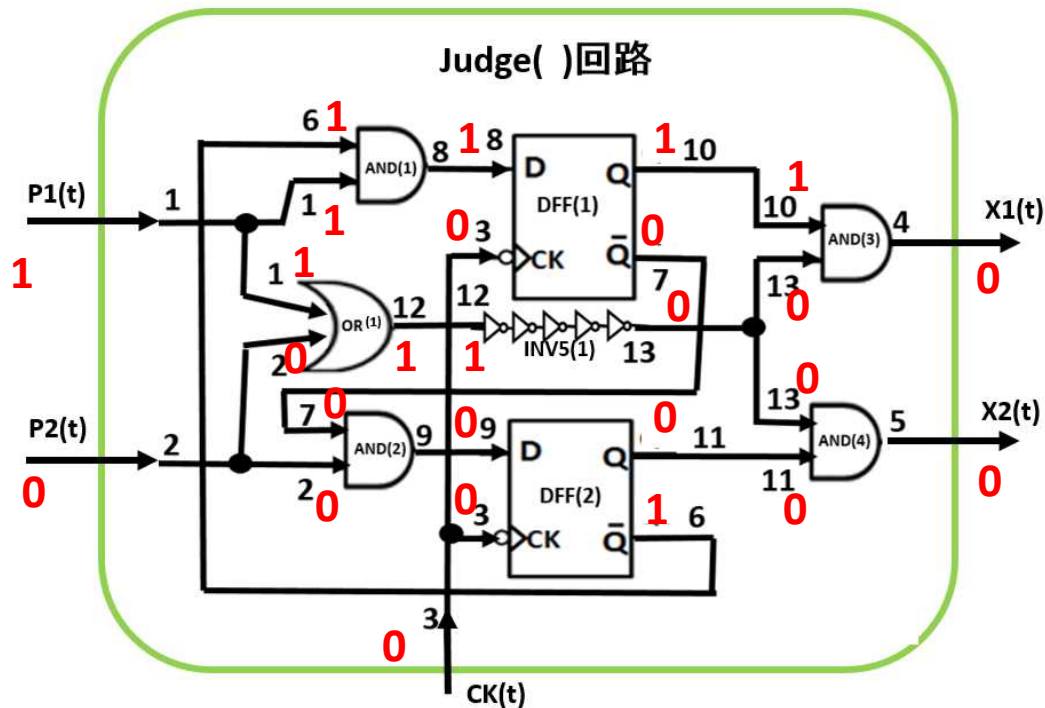 Judge( )回路
6 1
AND(1)
8 1 8
D
Q
1 10
DFF(1)
P1(t)
1
1
1
1
0 3
CK
Q̅
0
7
1
10
AND(3)
4
X1(t)
0
1 1
OR(1)
12
1
12
1
INV5(1)
13
0
13
0
2 0
7 0
AND(2)
9
0 9
D
Q
0
11
DFF(2)
0
13
AND(4)
5
X2(t)
0
11 0
P2(t)
0
2
2 0
0 3
CK
Q̅
1 6
3
0
CK(t)